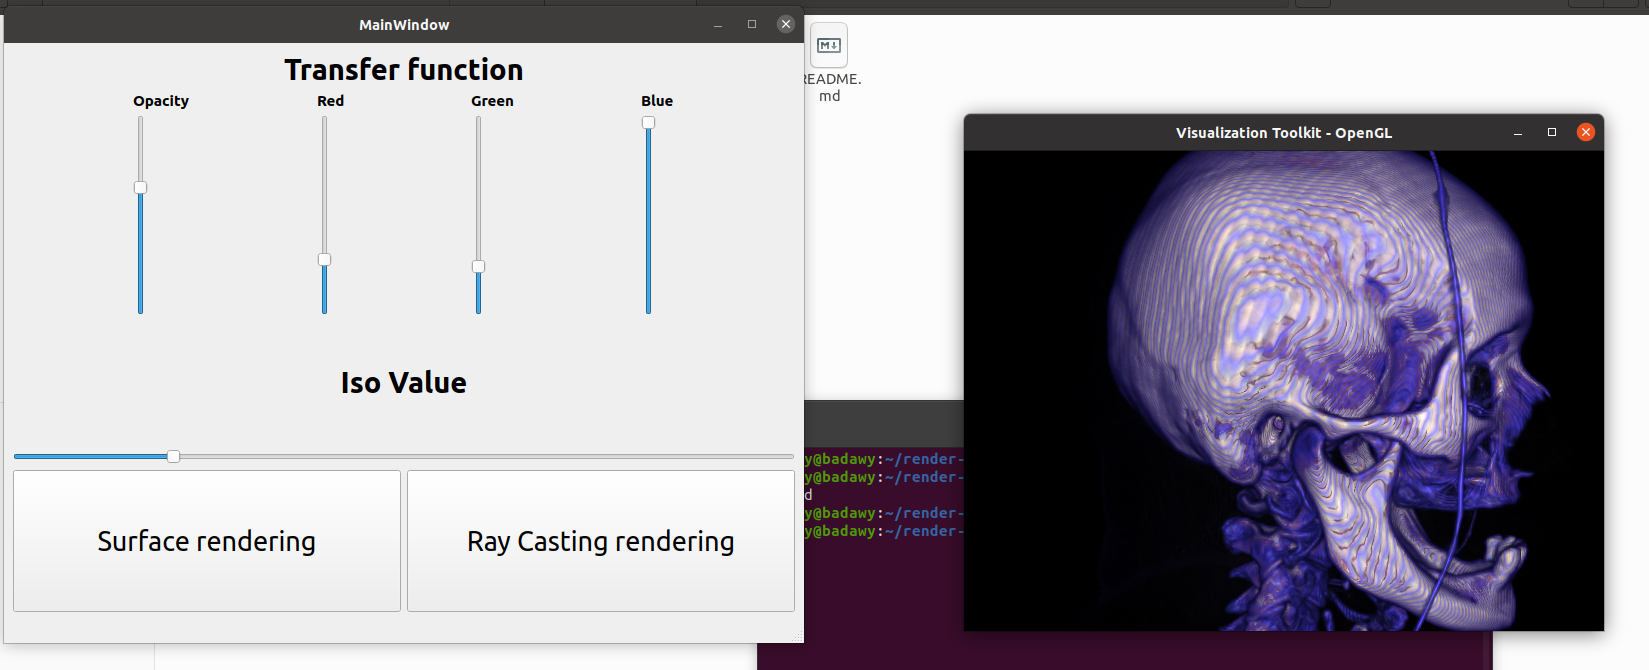 MainWindow
Transfer function
Opacity Red Green Blue
Iso Value
Surface rendering Ray Casting rendering
README.
md
Visualization Toolkit - OpenGL
y@badawy:~/render-
y@badawy:~/render-
d
y@badawy:~/render-
y@badawy:~/render-